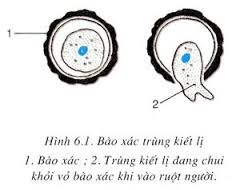 1
2
Hình 6.1. Bào xác trùng kiết lị
1. Bào xác ; 2. Trùng kiết lị đang chui
khỏi vỏ bào xác khi vào ruột người.